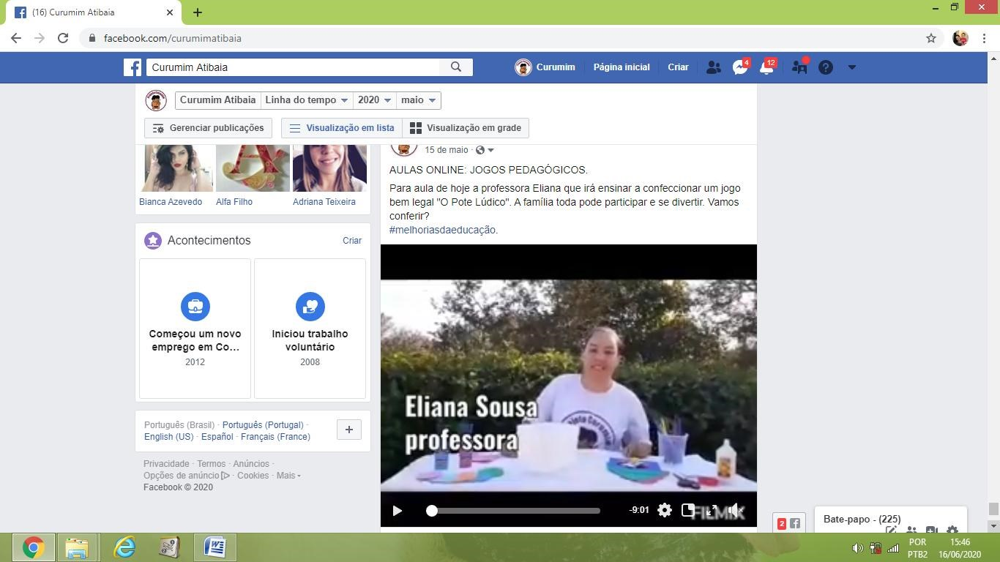 (16) Curumim Atibaia
facebook.com/curumimatibaia
Curumim Atibaia
Curumim
Página inicial
Criar
4
12
Curumim Atibaia
Linha do tempo
2020
maio
Gerenciar publicações
Visualização em lista
Visualização em grade
Bianca Azevedo
Alfa Filho
Adriana Teixeira
Acontecimentos
Criar
Começou um novo
emprego em Co...
2012
Iniciou trabalho
voluntário
2008
Português (Brasil) · Português (Portugal) ·
English (US) · Español · Français (France)
Privacidade · Termos · Anúncios ·
Opções de anúncio · Cookies · Mais
Facebook © 2020
15 de maio ·
AULAS ONLINE: JOGOS PEDAGÓGICOS.
Para aula de hoje a professora Eliana que irá ensinar a confeccionar um jogo
bem legal "O Pote Lúdico". A família toda pode participar e se divertir. Vamos
conferir?
#melhoriasdaeducação.
Eliana Sousa
professora
-9:01
FILMIX
2
Bate-papo - (225)
POR
PTB2
15:46
16/06/2020